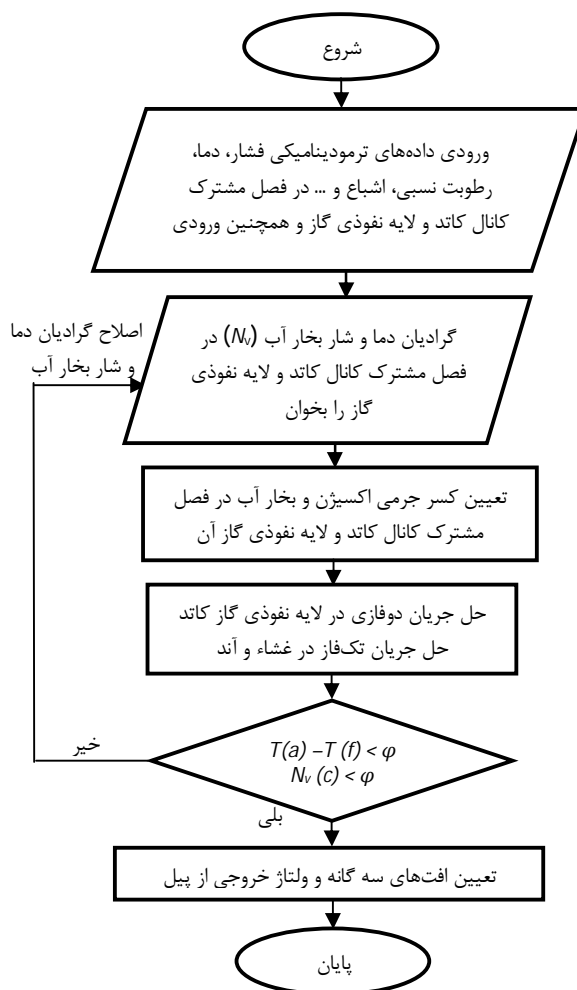 شروع
ورودی داده‌های ترمودینامیکی فشار، دما،
رطوبت نسبی، اشباع و ... در فصل مشترک
کانال کاتد و لایه نفوذی گاز و همچنین ورودی
گرادیان دما و شار بخار آب (Nv) در
فصل مشترک کانال کاتد و لایه نفوذی
گاز را بخوان
اصلاح گرادیان دما
و شار بخار آب
تعیین کسر جرمی اکسیژن و بخار آب در فصل
مشترک کانال کاتد و لایه نفوذی گاز آن
حل جریان دوفازی در لایه نفوذی گاز کاتد
حل جریان تک‌فاز در غشاء و آند
T(a) –T (f) < φ
Nv (c) < φ
خیر
بلی
تعیین افت‌های سه گانه و ولتاژ خروجی از پیل
پایان